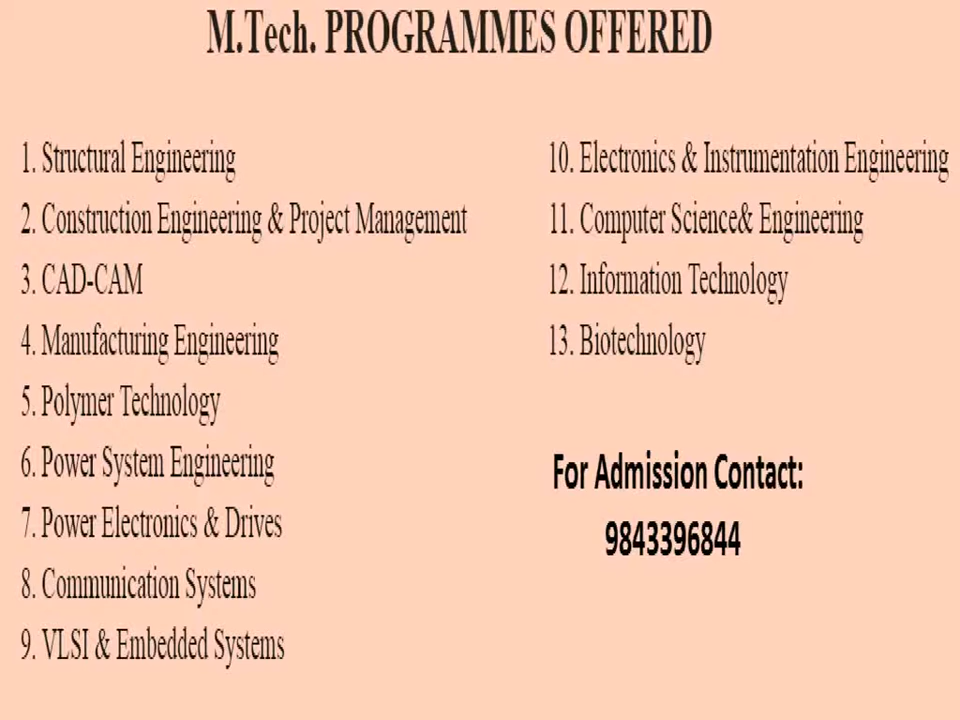 M.Tech. PROGRAMMES OFFERED
1. Structural Engineering
2. Construction Engineering & Project Management
3. CAD-CAM
4. Manufacturing Engineering
5. Polymer Technology
6. Power System Engineering
7. Power Electronics & Drives
8. Communication Systems
9. VLSI & Embedded Systems
10. Electronics & Instrumentation Engineering
11. Computer Science& Engineering
12. Information Technology
13. Biotechnology
For Admission Contact:
9843396844